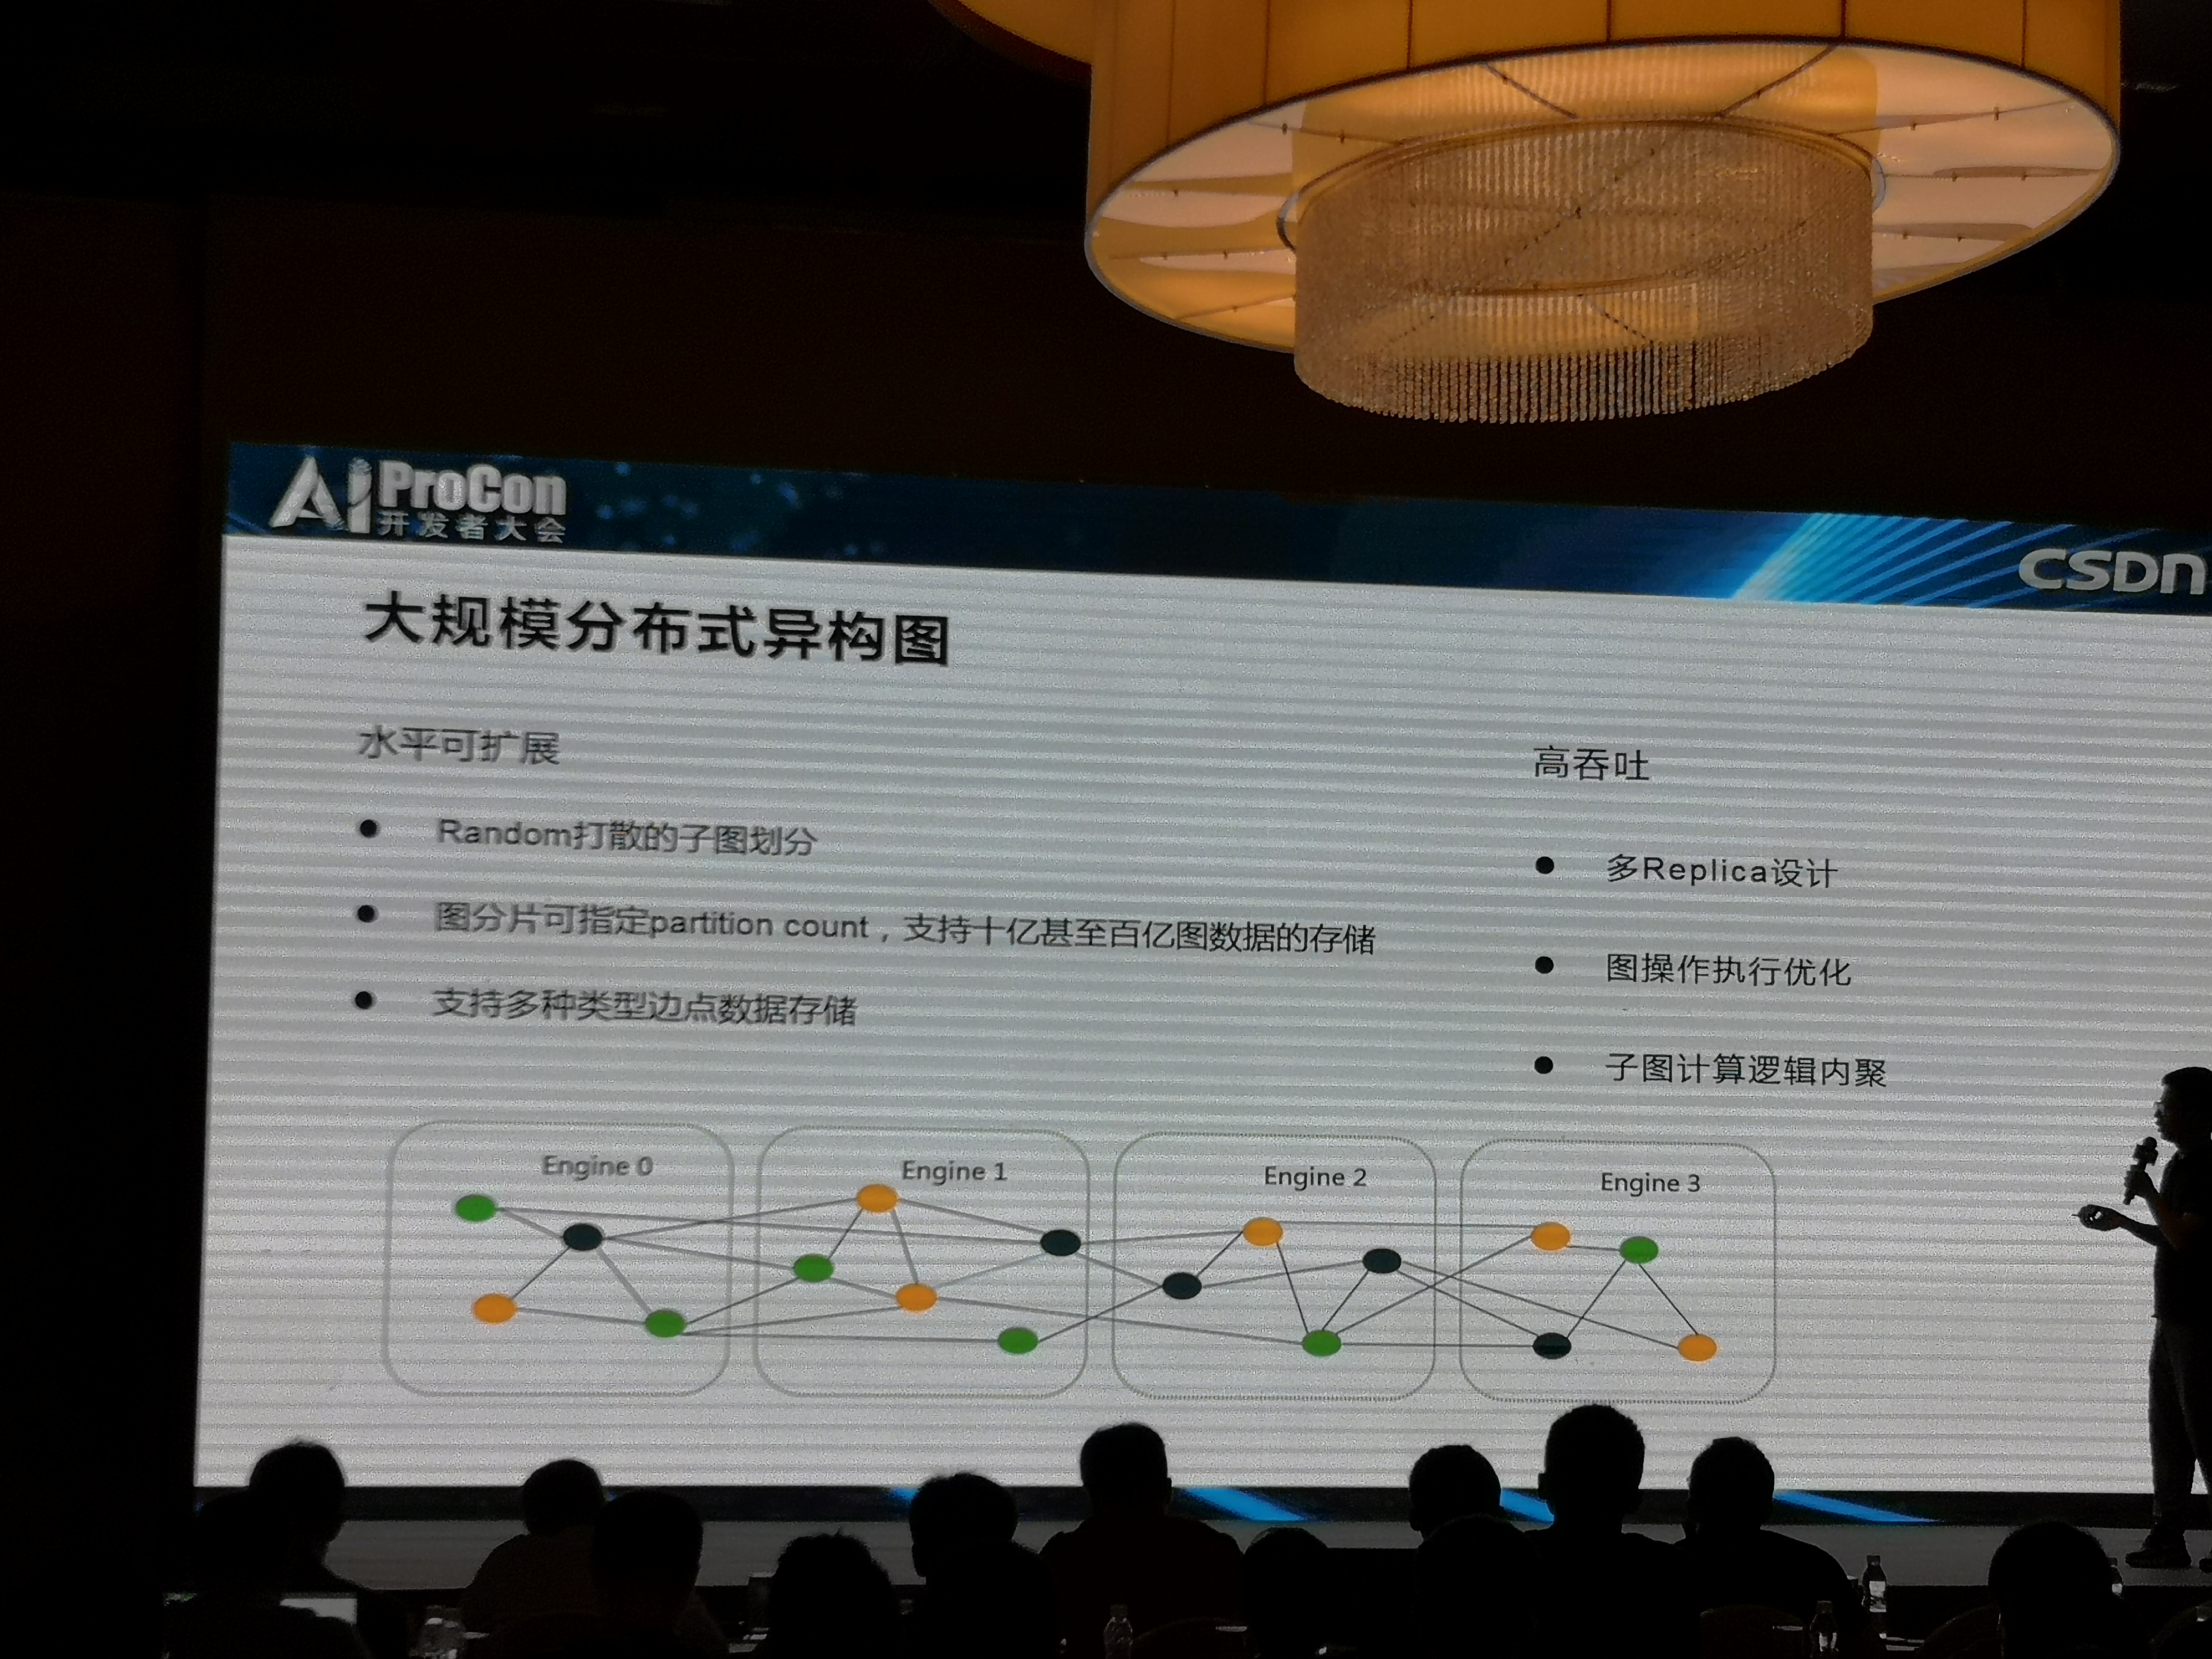 AI ProCon
开发者大会
CSDN
大规模分布式异构图
水平可扩展
Random打散的子图划分
图分片可指定partition count，支持十亿甚至百亿图数据的存储
支持多种类型边点数据存储
高吞吐
多Replica设计
图操作执行优化
子图计算逻辑内聚
Engine 0
Engine 1
Engine 2
Engine 3